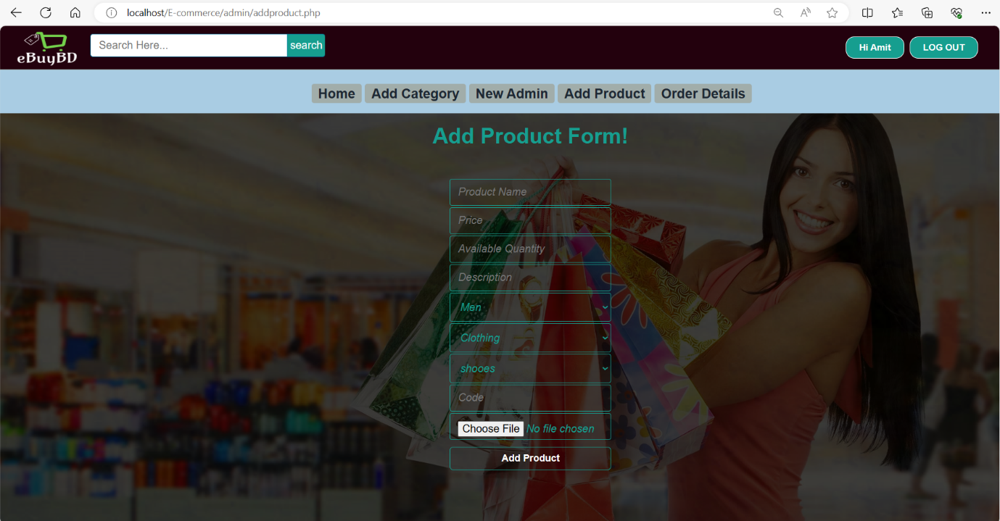 localhost/E-commerce/admin/addproduct.php
eBuyBD
Search Here... search
Hi Amit LOG OUT
Home Add Category New Admin Add Product Order Details
Add Product Form!
Product Name
Price
Available Quantity
Description
Men
Clothing
shooes
Code
Choose File No file chosen
Add Product